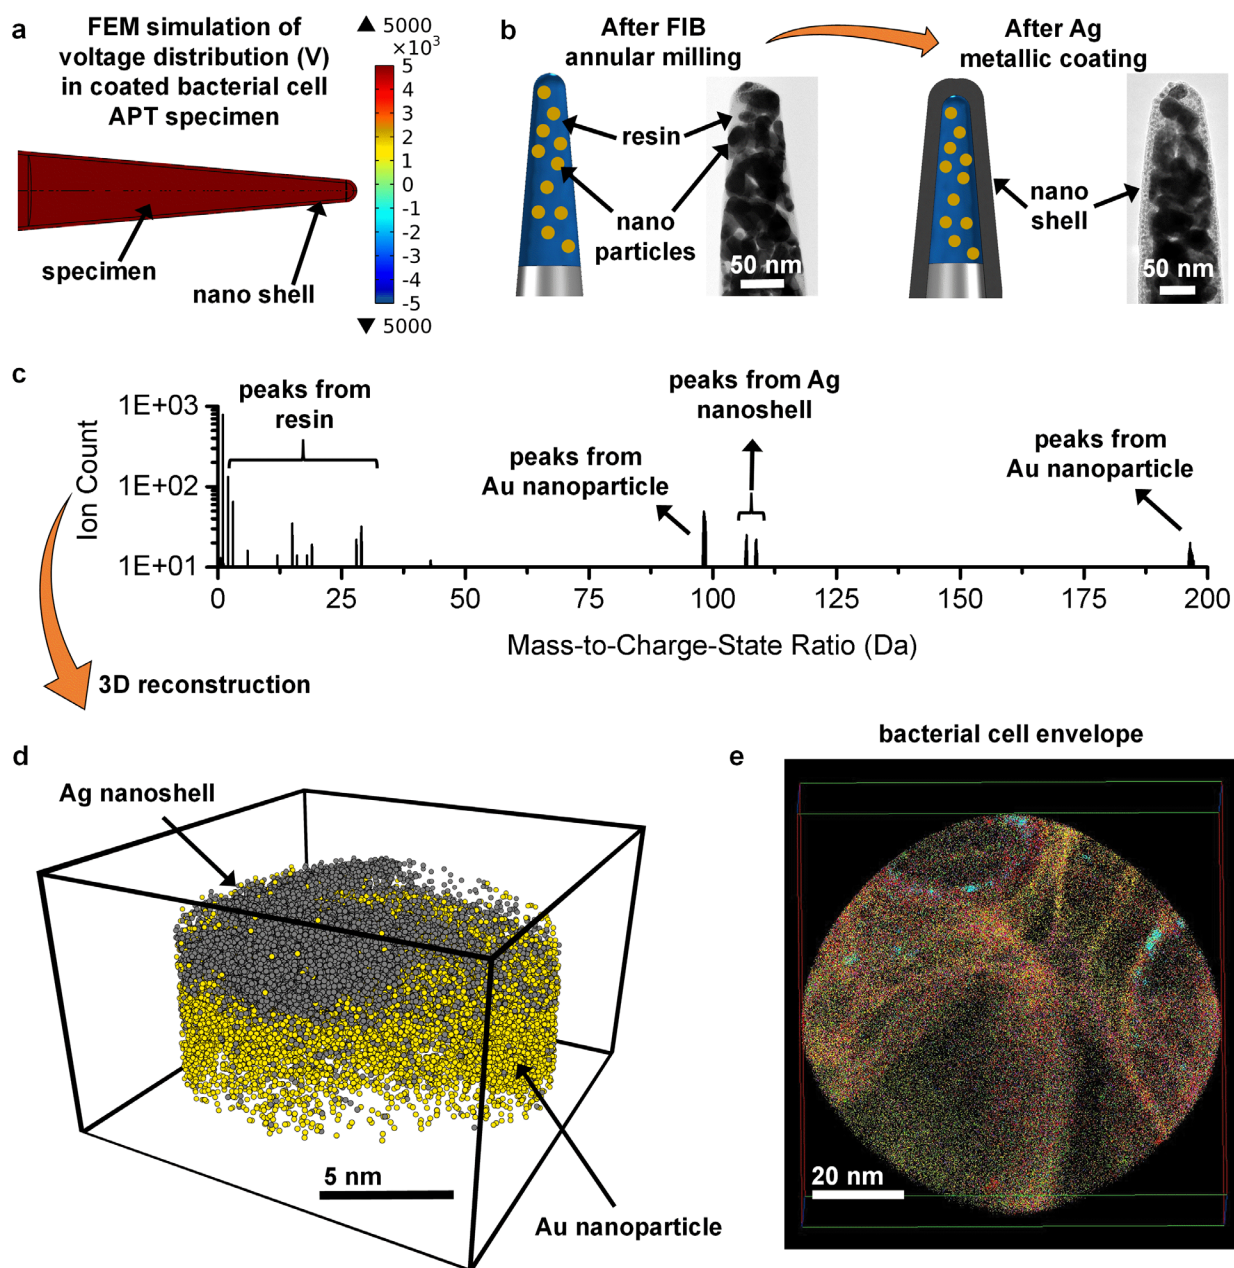 a
FEM simulation of
voltage distribution (V)
in coated bacterial cell
APT specimen
▲ 5000
×10³
5
4
3
2
1
0
-1
-2
-3
-4
-5
▼ 5000
specimen
nano shell
b
After FIB
annular milling
After Ag
metallic coating
resin
nano
particles
50 nm
nano
shell
50 nm
c
peaks from
resin
peaks from Ag
nanoshell
peaks from
Au nanoparticle
peaks from
Au nanoparticle
Ion Count
1E+03
1E+02
1E+01
0 25 50 75 100 125 150 175 200
Mass-to-Charge-State Ratio (Da)
3D reconstruction
d
Ag nanoshell
5 nm
Au nanoparticle
bacterial cell envelope
e
20 nm